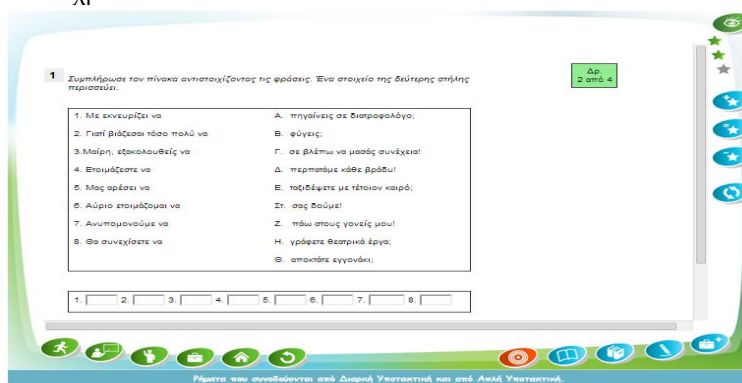 1 Συμπλήρωσε τον πίνακα αντιστοιχίζοντας τις φράσεις. Ένα στοιχείο της δεύτερης στήλης
περισσεύει.
Δρ.
2 από 4
1. Με εκνευρίζει να Α. πηγαίνεις σε διατροφολόγο;
2. Γιατί βιάζεσαι τόσο πολύ να Β. φύγεις;
3.Μαίρη, εξακολουθείς να Γ. σε βλέπω να μασάς συνέχεια!
4. Ετοιμάζεστε να Δ. περπατάμε κάθε βράδυ!
5. Μας αρέσει να Ε. ταξιδέψετε με τέτοιον καιρό;
6. Αύριο ετοιμάζομαι να Στ. σας δούμε!
7. Ανυπομονούμε να Ζ. πάω στους γονείς μου!
8. Θα συνεχίσετε να Η. γράφετε θεατρικά έργα;
Θ. αποκτάτε εγγονάκι;
1. 2. 3. 4. 5. 6. 7. 8.
Ρήματα που συνοδεύονται από Διαρκή Υποτακτική και από Απλή Υποτακτική.